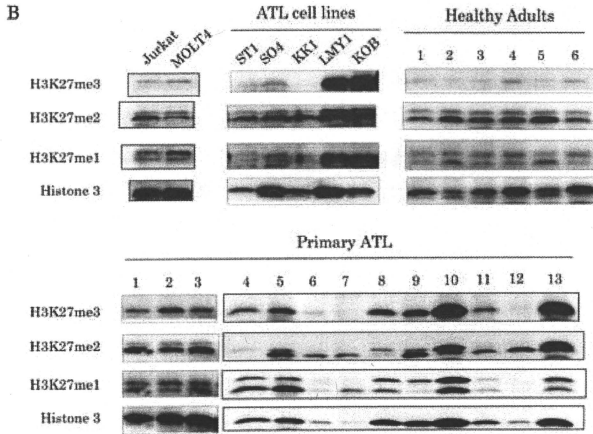 B
ATL cell lines
Healthy Adults
Jurkat MOLT4 ST1 SO4 KK1 LMY1 KOB 1 2 3 4 5 6
H3K27me3
H3K27me2
H3K27me1
Histone 3
Primary ATL
1 2 3 4 5 6 7 8 9 10 11 12 13
H3K27me3
H3K27me2
H3K27me1
Histone 3